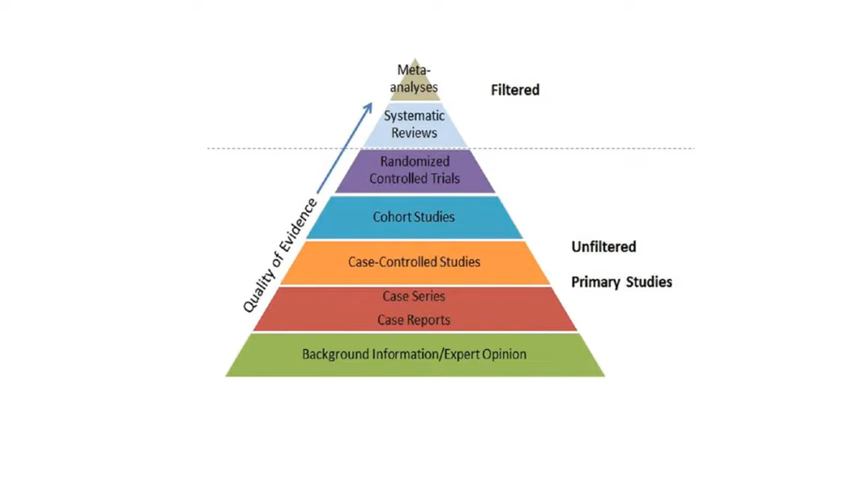 Meta-
analyses
Filtered
Systematic
Reviews
Randomized
Controlled Trials
Quality of Evidence
Cohort Studies
Unfiltered
Case-Controlled Studies
Primary Studies
Case Series
Case Reports
Background Information/Expert Opinion